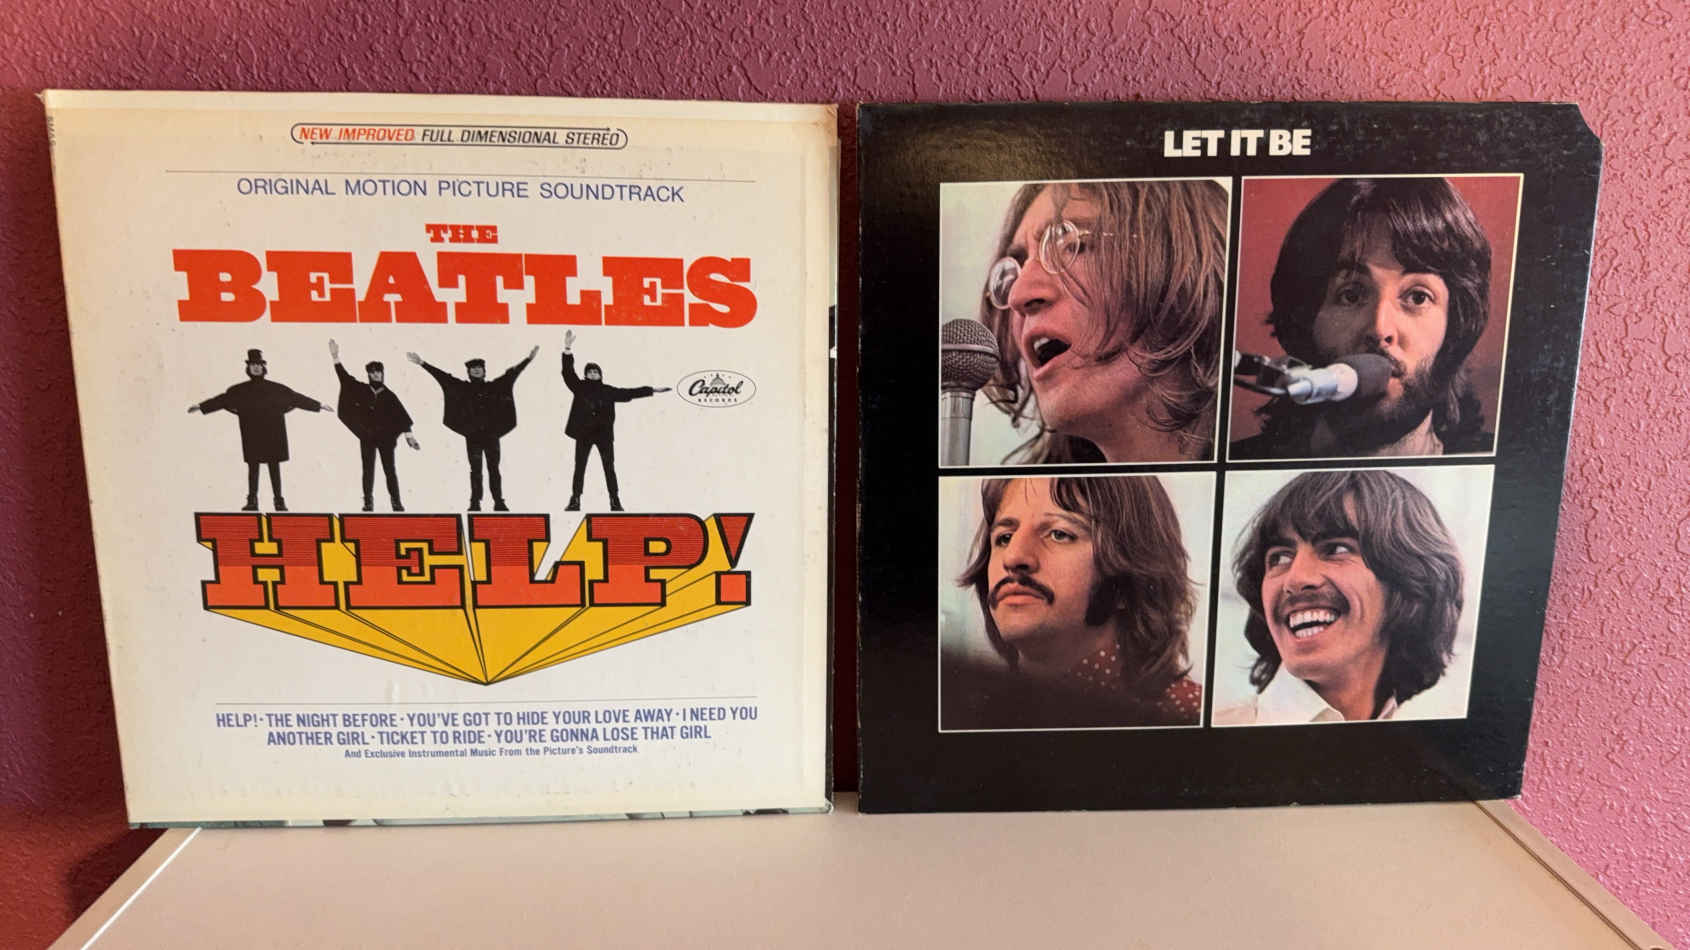 NEW IMPROVED FULL DIMENSIONAL STEREO
ORIGINAL MOTION PICTURE SOUNDTRACK
THE
BEATLES
Capitol
RECORDS
HELP!
HELP! · THE NIGHT BEFORE · YOU'VE GOT TO HIDE YOUR LOVE AWAY · I NEED YOU
ANOTHER GIRL · TICKET TO RIDE · YOU'RE GONNA LOSE THAT GIRL
And Exclusive Instrumental Music From the Picture's Soundtrack
LET IT BE